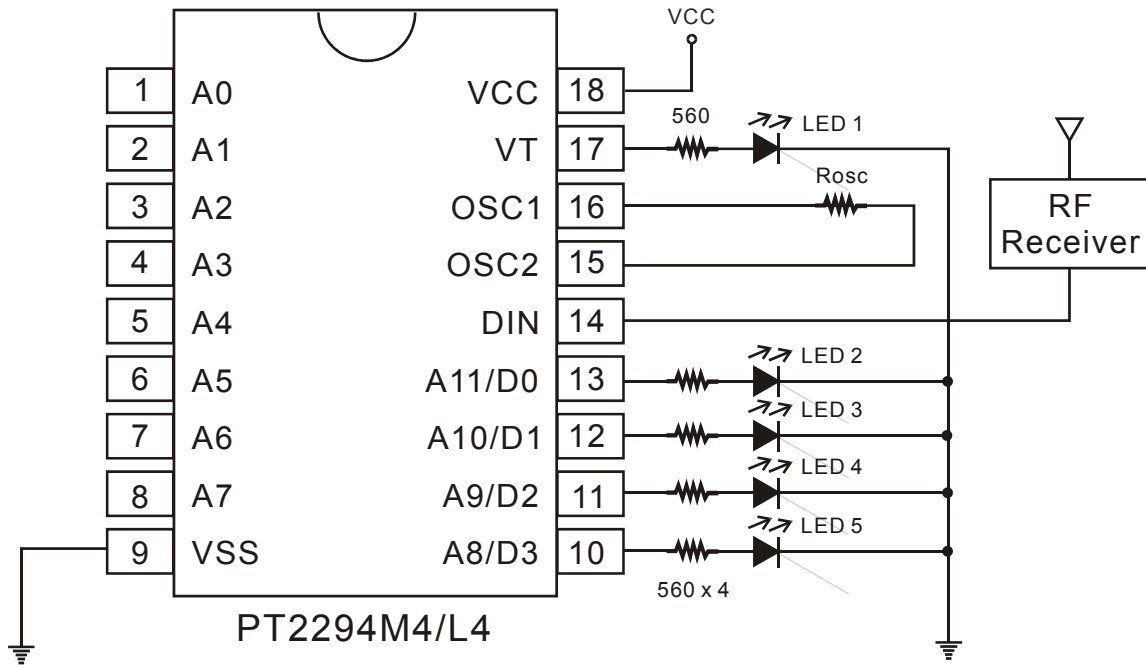 VCC
1 A0 VCC 18
560
LED 1
2 A1 VT 17
Rosc
3 A2 OSC1 16
RF
Receiver
4 A3 OSC2 15
5 A4 DIN 14
LED 2
6 A5 A11/D0 13
LED 3
7 A6 A10/D1 12
LED 4
8 A7 A9/D2 11
LED 5
9 VSS A8/D3 10
560 x 4
PT2294M4/L4